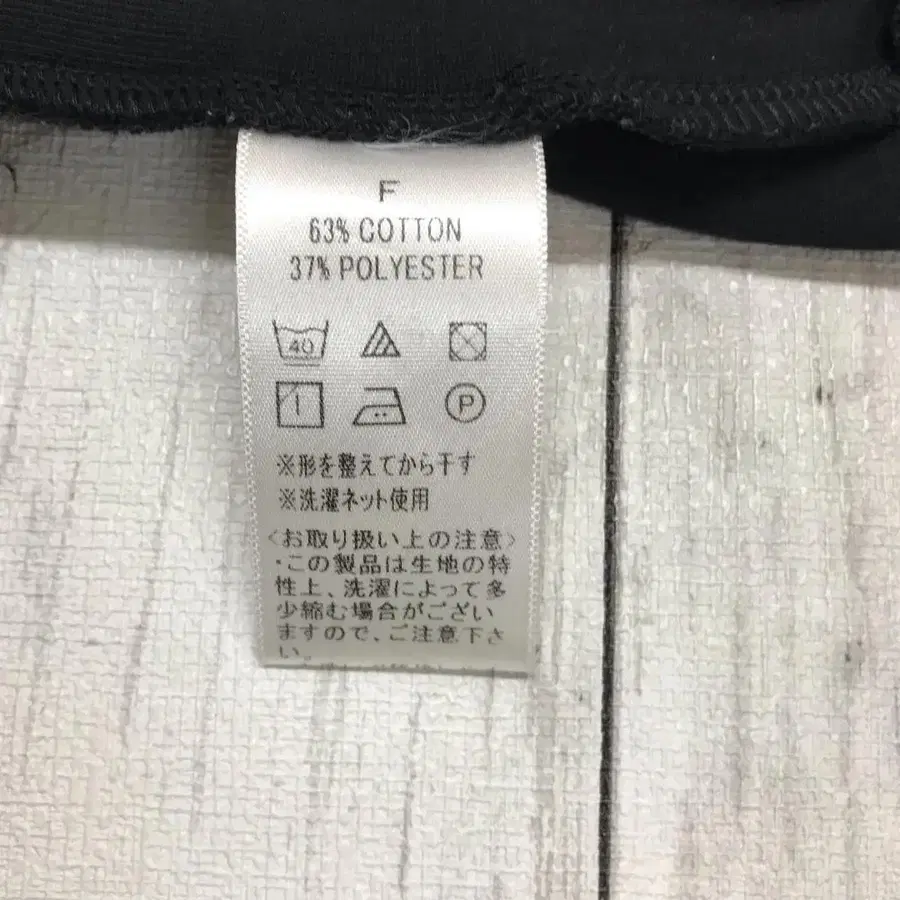 F
63% COTTON
37% POLYESTER
40
P
※形を整えてから干す
※洗濯ネット使用
〈お取り扱い上の注意〉
・この製品は生地の特
性上、洗濯によって多
少縮む場合がござい
ますので、ご注意下さ
い。